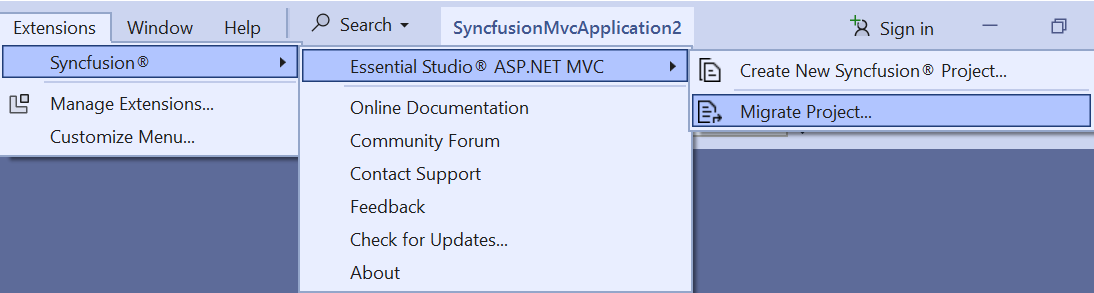 Extensions Window Help Search SyncfusionMvcApplication2 Sign in
Syncfusion®
Manage Extensions...
Customize Menu...
Essential Studio® ASP.NET MVC
Online Documentation
Community Forum
Contact Support
Feedback
Check for Updates...
About
Create New Syncfusion® Project...
Migrate Project...